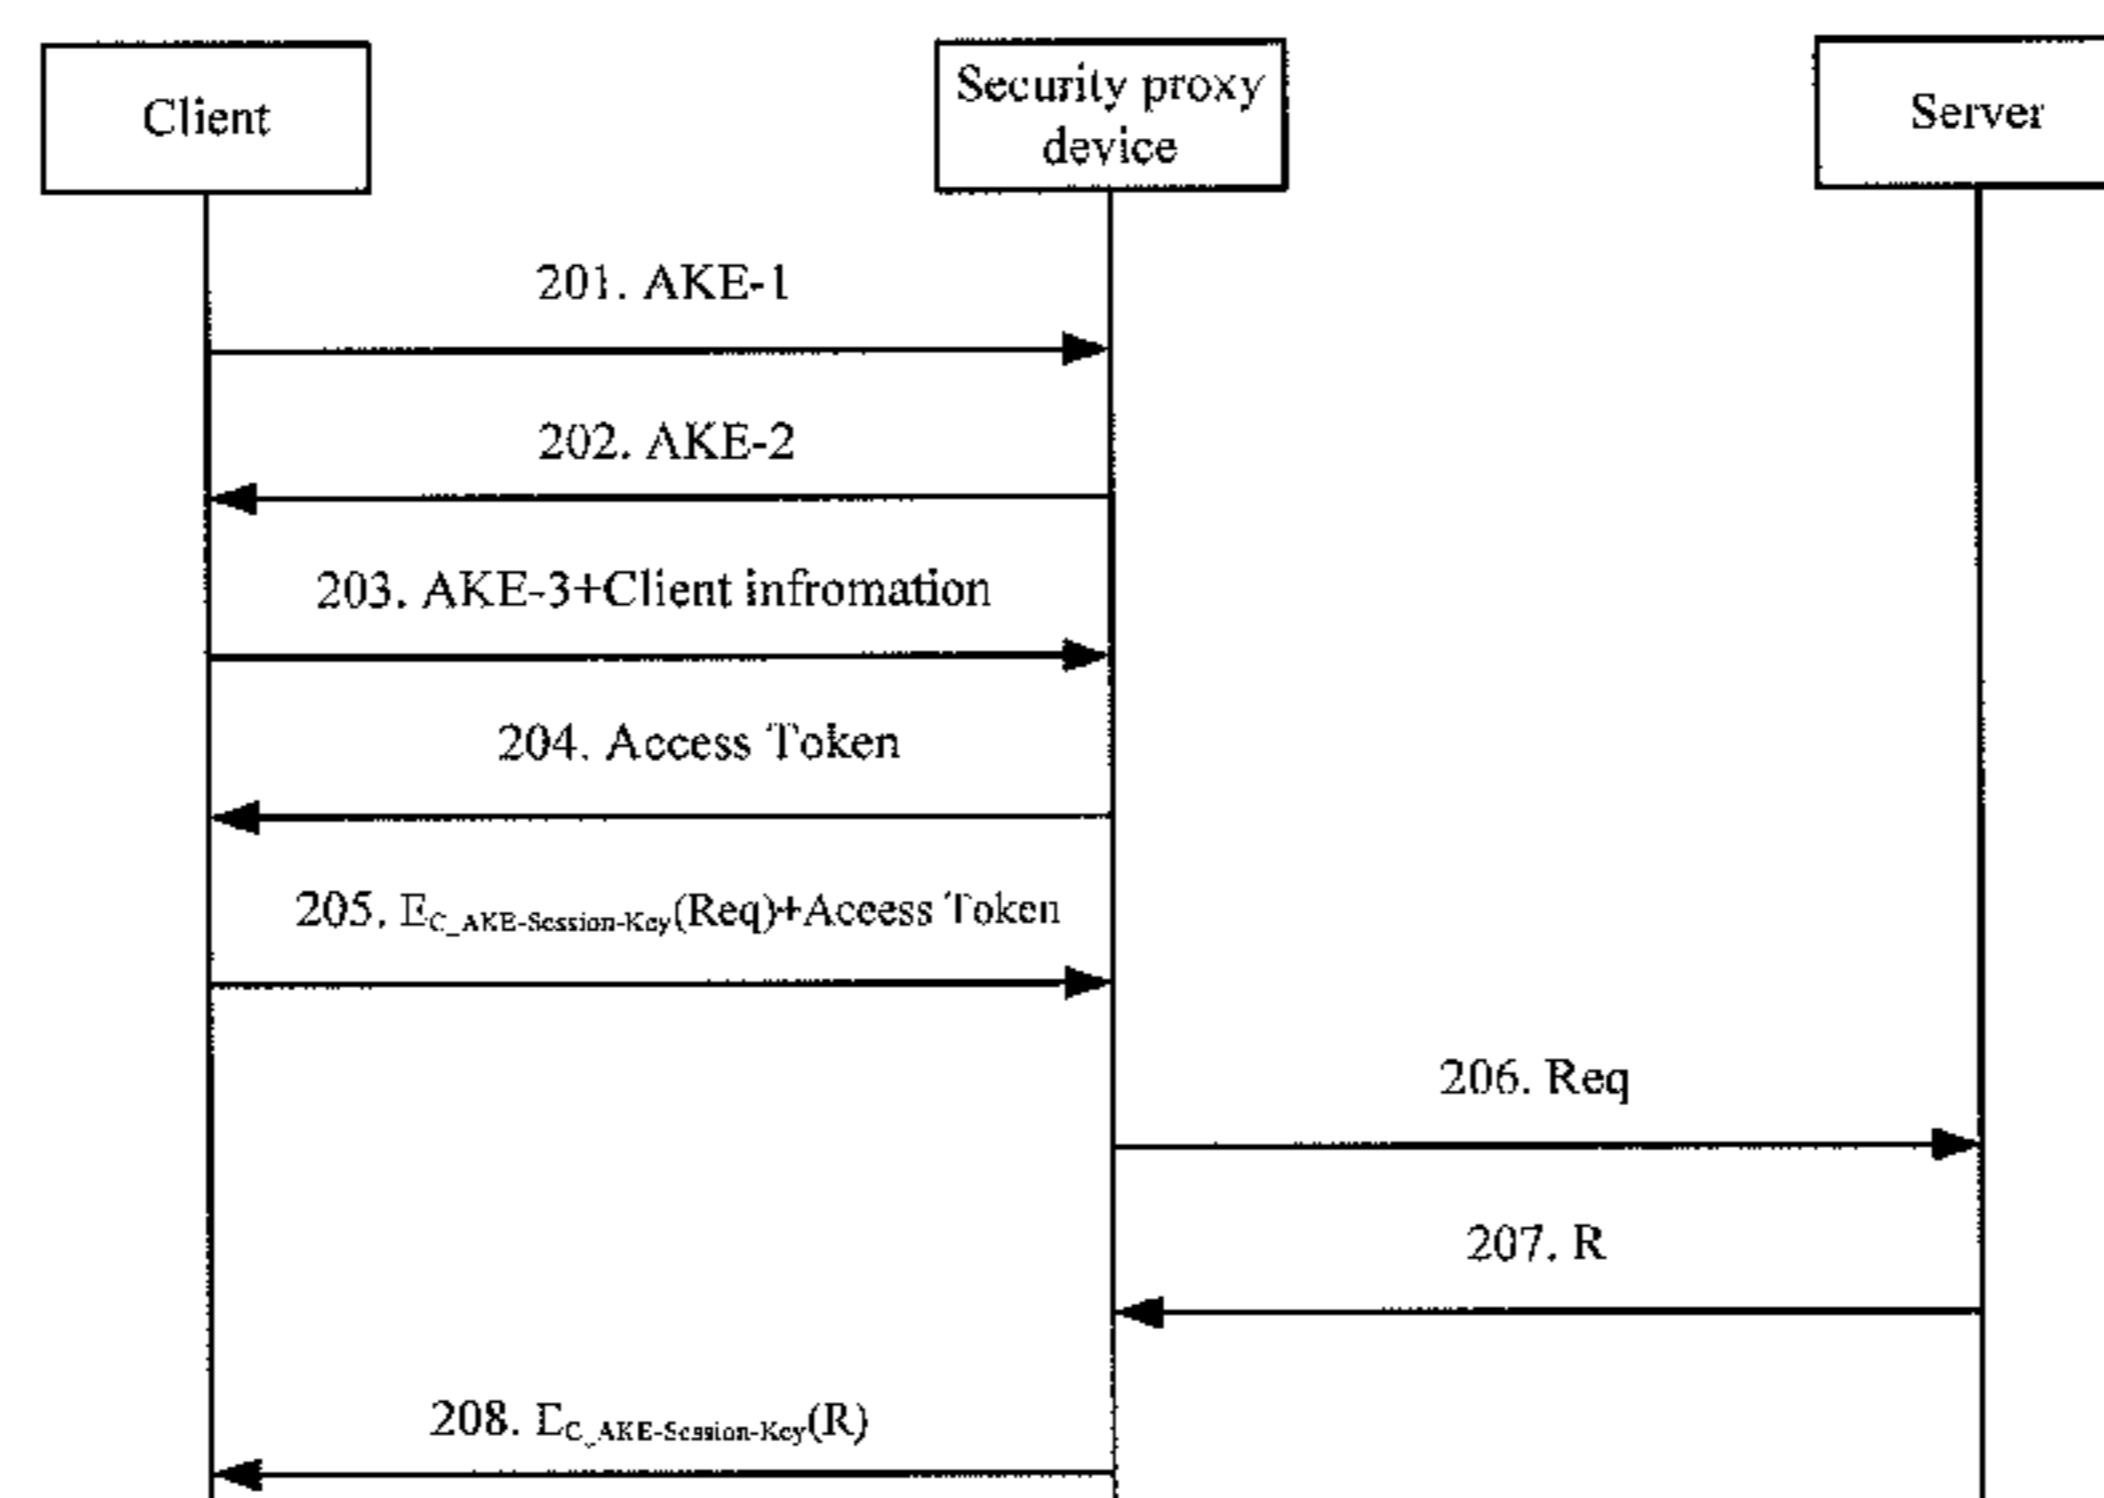 Client
Security proxy
device
Server
201. AKE-1
202. AKE-2
203. AKE-3+Client infromation
204. Access Token
205. EC_AKE-Session-Key(Req)+Access Token
206. Req
207. R
208. EC_AKE-Session-Key(R)